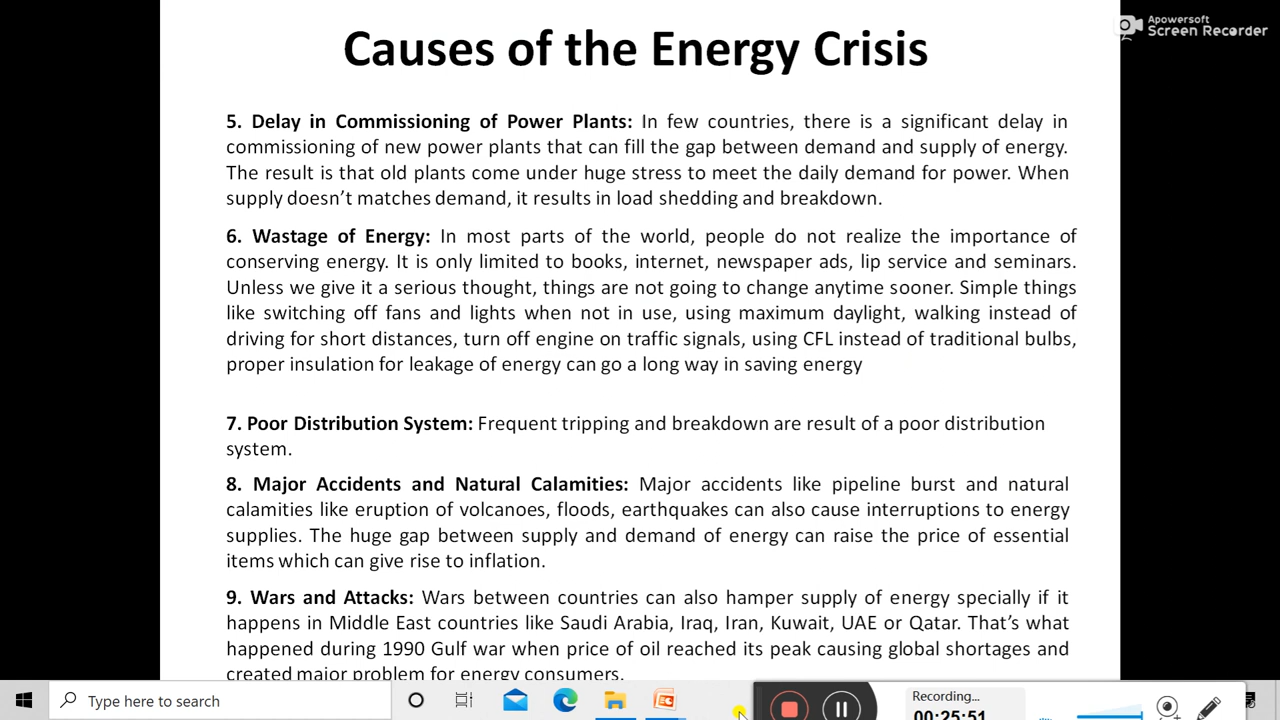 Causes of the Energy Crisis
Apowersoft
Screen Recorder
5. Delay in Commissioning of Power Plants: In few countries, there is a significant delay in
commissioning of new power plants that can fill the gap between demand and supply of energy.
The result is that old plants come under huge stress to meet the daily demand for power. When
supply doesn’t matches demand, it results in load shedding and breakdown.
6. Wastage of Energy: In most parts of the world, people do not realize the importance of
conserving energy. It is only limited to books, internet, newspaper ads, lip service and seminars.
Unless we give it a serious thought, things are not going to change anytime sooner. Simple things
like switching off fans and lights when not in use, using maximum daylight, walking instead of
driving for short distances, turn off engine on traffic signals, using CFL instead of traditional bulbs,
proper insulation for leakage of energy can go a long way in saving energy
7. Poor Distribution System: Frequent tripping and breakdown are result of a poor distribution
system.
8. Major Accidents and Natural Calamities: Major accidents like pipeline burst and natural
calamities like eruption of volcanoes, floods, earthquakes can also cause interruptions to energy
supplies. The huge gap between supply and demand of energy can raise the price of essential
items which can give rise to inflation.
9. Wars and Attacks: Wars between countries can also hamper supply of energy specially if it
happens in Middle East countries like Saudi Arabia, Iraq, Iran, Kuwait, UAE or Qatar. That’s what
happened during 1990 Gulf war when price of oil reached its peak causing global shortages and
created major problem for energy consumers.
Type here to search
Recording...
00:25:51